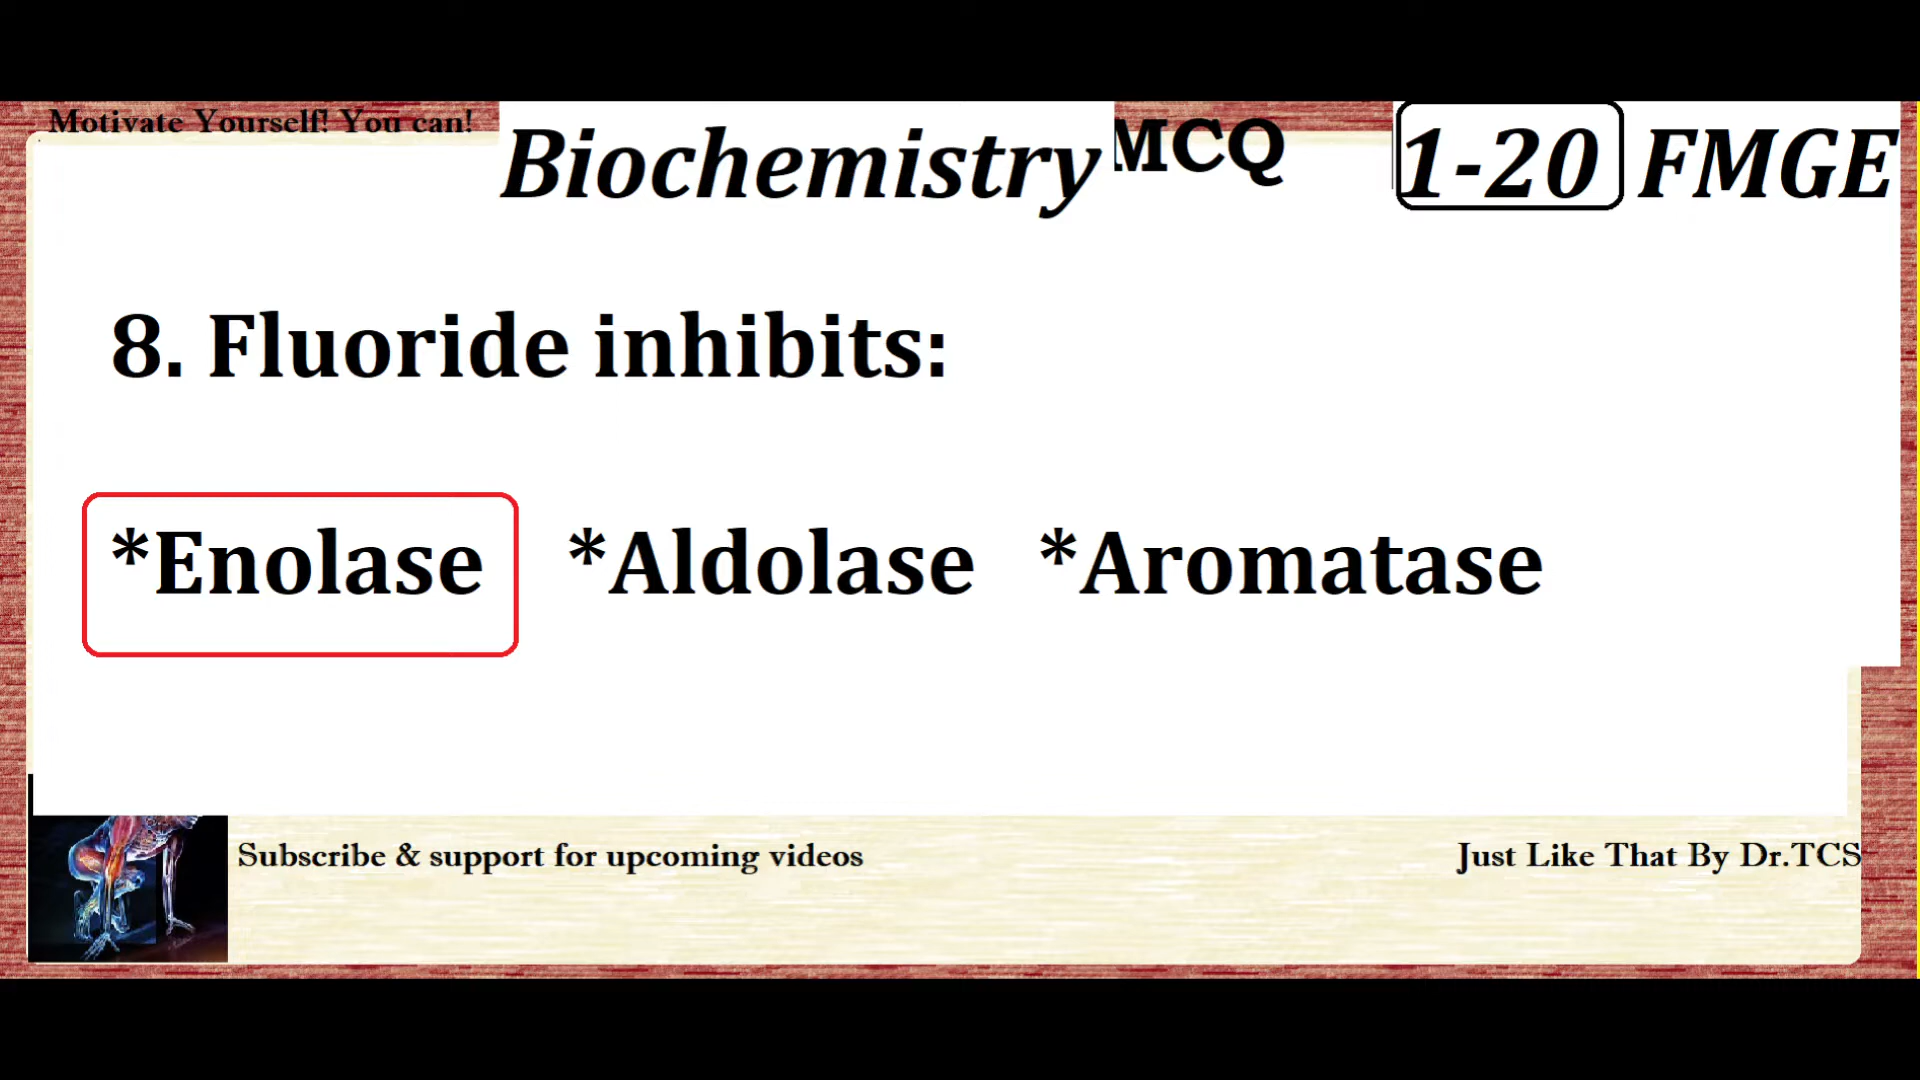 Motivate Yourself! You can!
Biochemistry MCQ 1-20 FMGE
8. Fluoride inhibits:
*Enolase *Aldolase *Aromatase
Subscribe & support for upcoming videos Just Like That By Dr.TCS